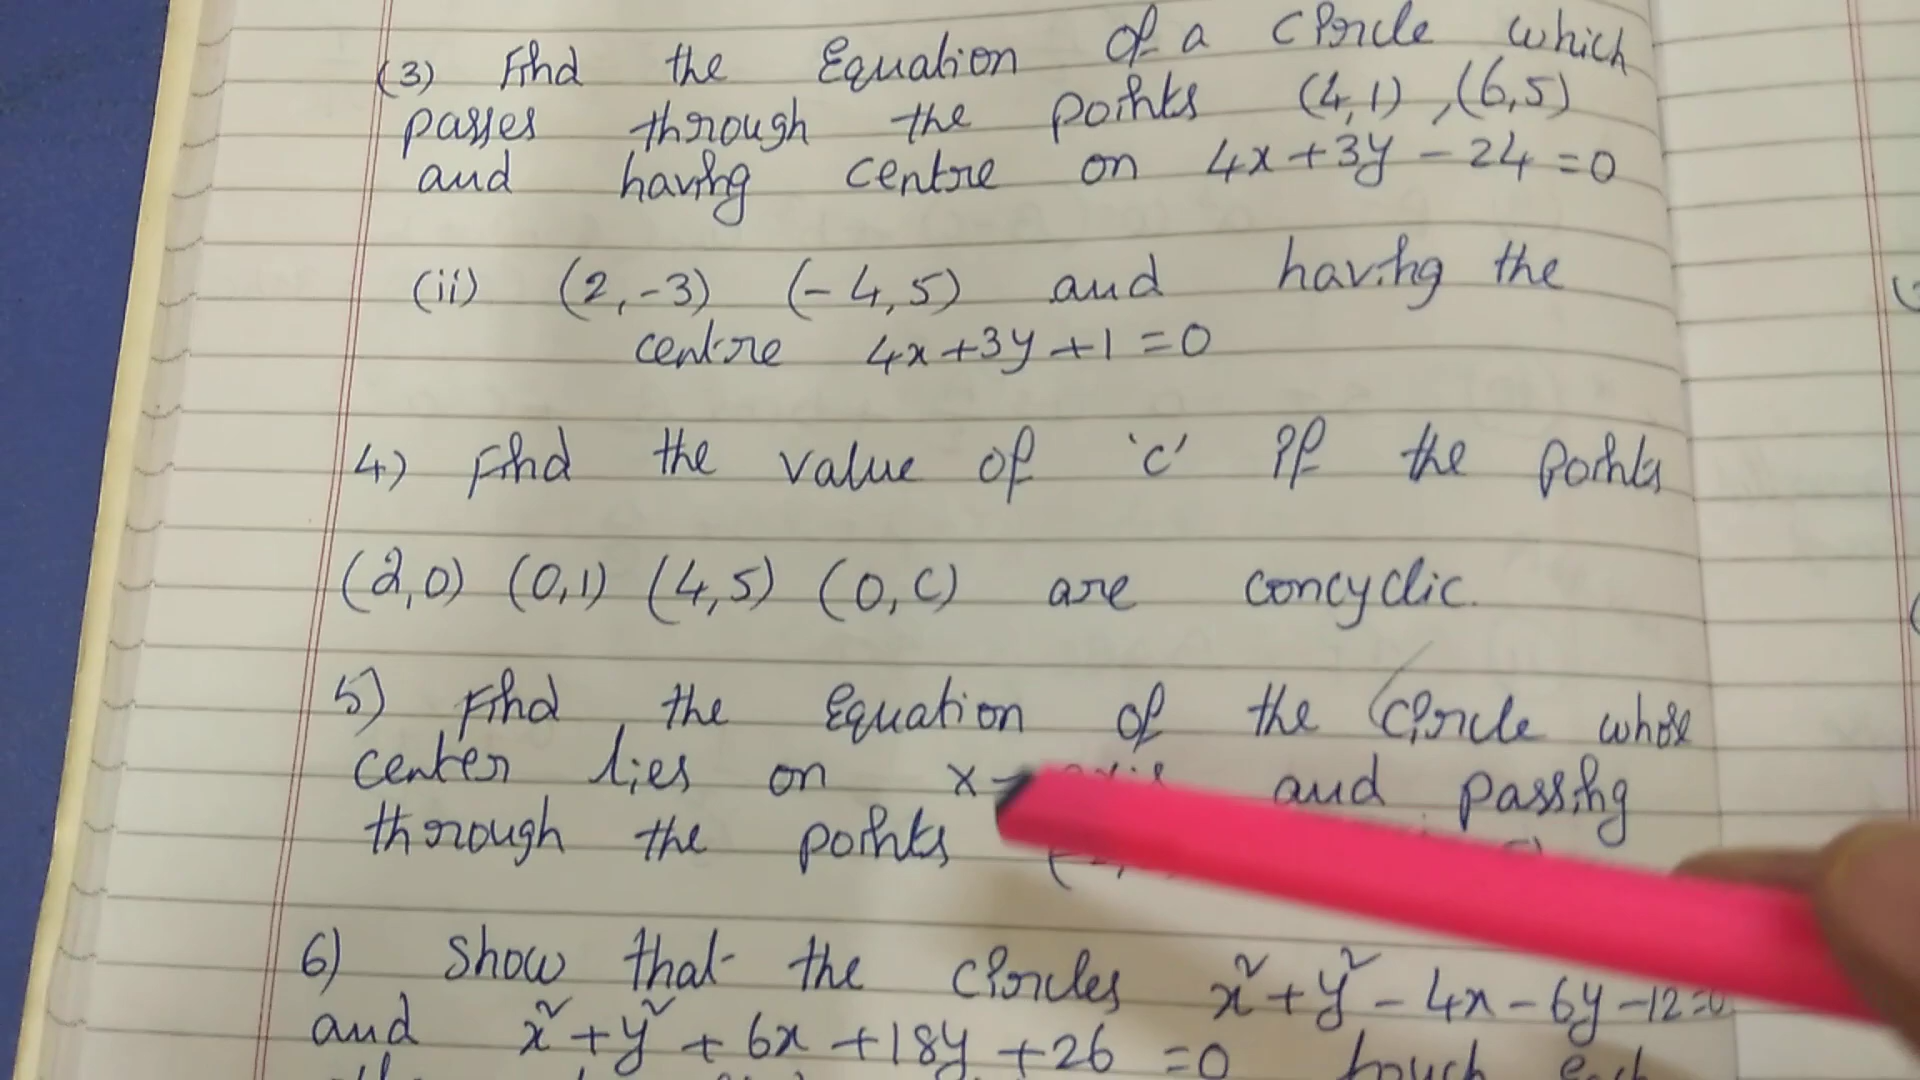 (3) Find the Equation of a Circle which
passes through the points (4,1), (6,5)
and having centre on 4x+3y-24=0
(ii) (2,-3) (-4,5) and having the
centre 4x+3y+1=0
4) Find the value of 'c' if the points
(2,0) (0,1) (4,5) (0,C) are concyclic.
5) Find the Equation of the Circle whose
center lies on x- and passing
through the points
6) Show that the Circles x²+y²-4x-6y-12=0
and x²+y²+6x+18y+26=0 touch each